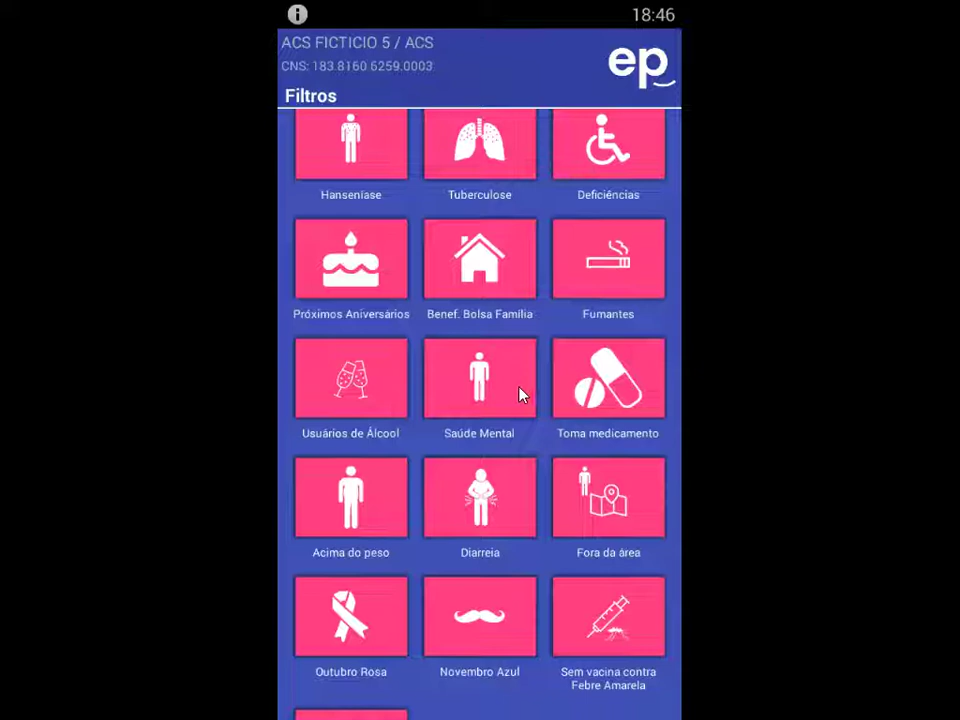 18:46
ACS FICTICIO 5 / ACS
CNS: 183.8160.6259.0003
ep
Filtros
Hanseníase
Tuberculose
Deficiências
Próximos Aniversários
Benef. Bolsa Família
Fumantes
Usuários de Álcool
Saúde Mental
Toma medicamento
Acima do peso
Diarreia
Fora da área
Outubro Rosa
Novembro Azul
Sem vacina contra
Febre Amarela